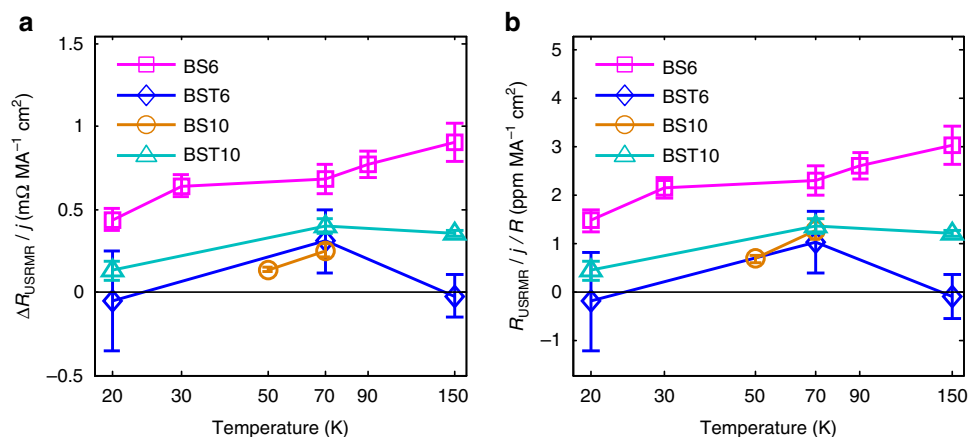 a
1.5
1
0.5
0
–0.5
ΔR_USRMR / j (mΩ MA⁻¹ cm²)
BS6
BST6
BS10
BST10
20 30 50 70 90 150
Temperature (K)
b
5
4
3
2
1
0
–1
R_USRMR / j / R (ppm MA⁻¹ cm²)
BS6
BST6
BS10
BST10
20 30 50 70 90 150
Temperature (K)